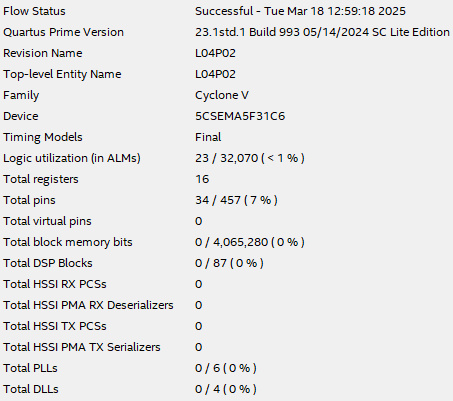 Flow Status Successful - Tue Mar 18 12:59:18 2025
Quartus Prime Version 23.1std.1 Build 993 05/14/2024 SC Lite Edition
Revision Name L04P02
Top-level Entity Name L04P02
Family Cyclone V
Device 5CSEMA5F31C6
Timing Models Final
Logic utilization (in ALMs) 23 / 32,070 ( < 1 % )
Total registers 16
Total pins 34 / 457 ( 7 % )
Total virtual pins 0
Total block memory bits 0 / 4,065,280 ( 0 % )
Total DSP Blocks 0 / 87 ( 0 % )
Total HSSI RX PCSs 0
Total HSSI PMA RX Deserializers 0
Total HSSI TX PCSs 0
Total HSSI PMA TX Serializers 0
Total PLLs 0 / 6 ( 0 % )
Total DLLs 0 / 4 ( 0 % )